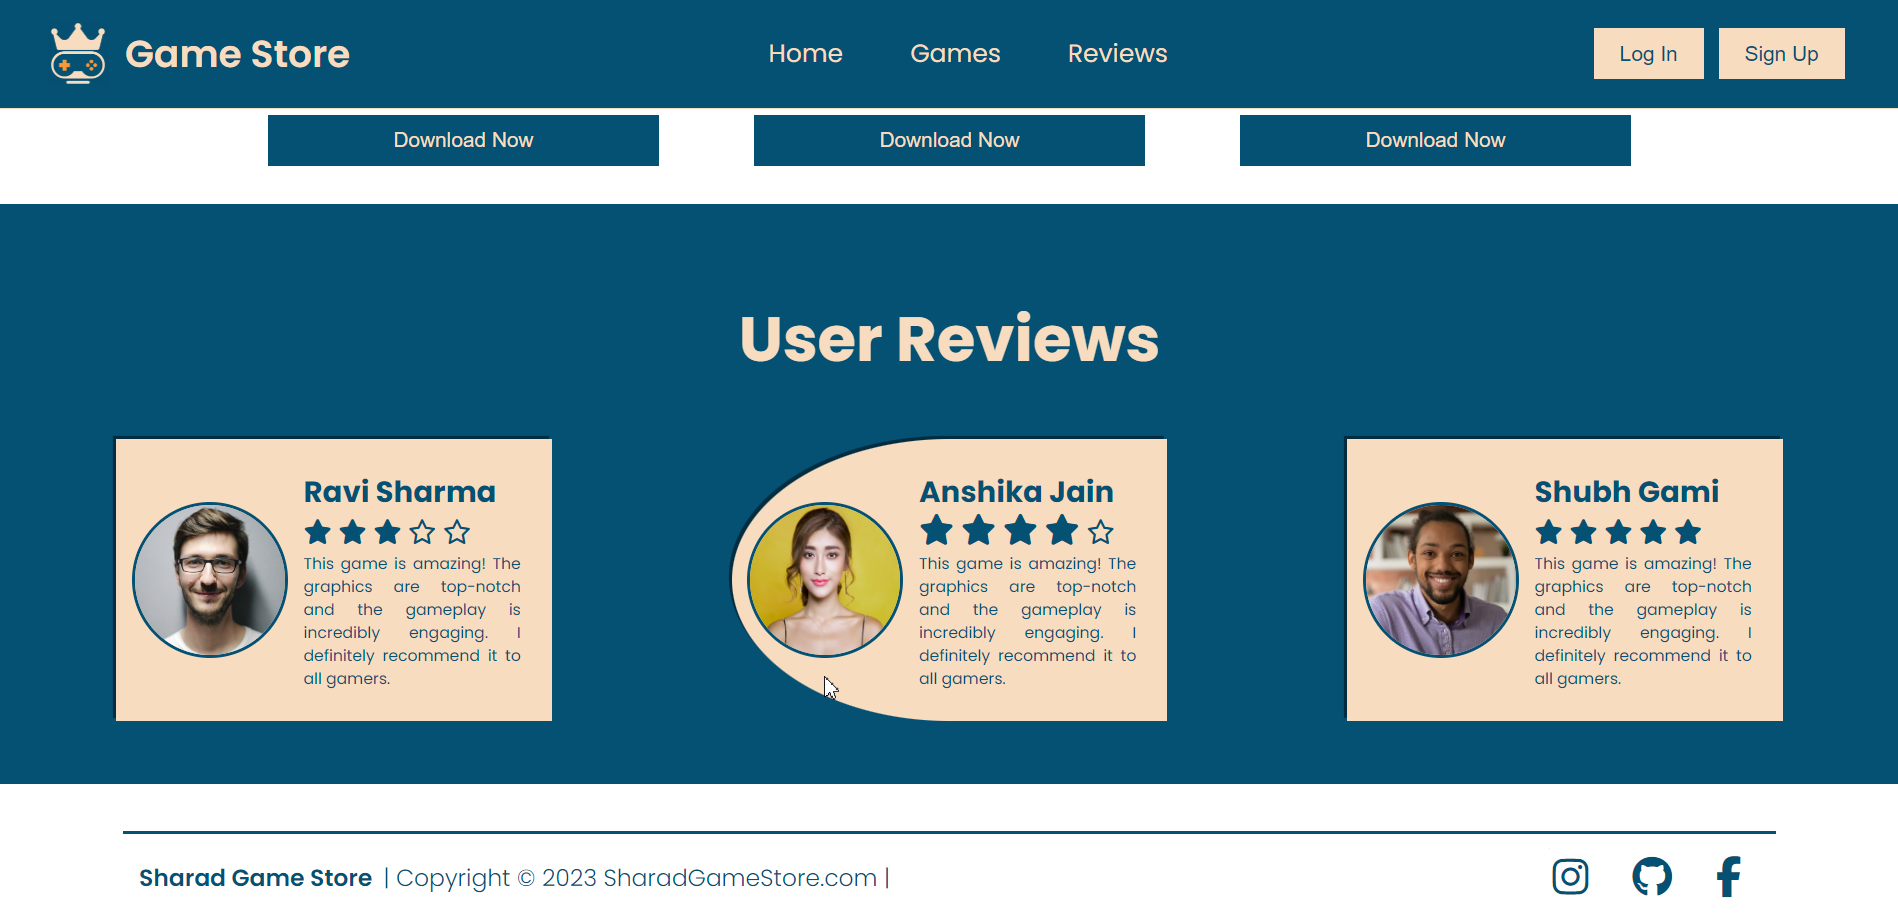 Game Store
Home Games Reviews
Log In Sign Up
Download Now Download Now Download Now
User Reviews
Ravi Sharma
This game is amazing! The
graphics are top-notch
and the gameplay is
incredibly engaging. I
definitely recommend it to
all gamers.
Anshika Jain
This game is amazing! The
graphics are top-notch
and the gameplay is
incredibly engaging. I
definitely recommend it to
all gamers.
Shubh Gami
This game is amazing! The
graphics are top-notch
and the gameplay is
incredibly engaging. I
definitely recommend it to
all gamers.
Sharad Game Store | Copyright © 2023 SharadGameStore.com |